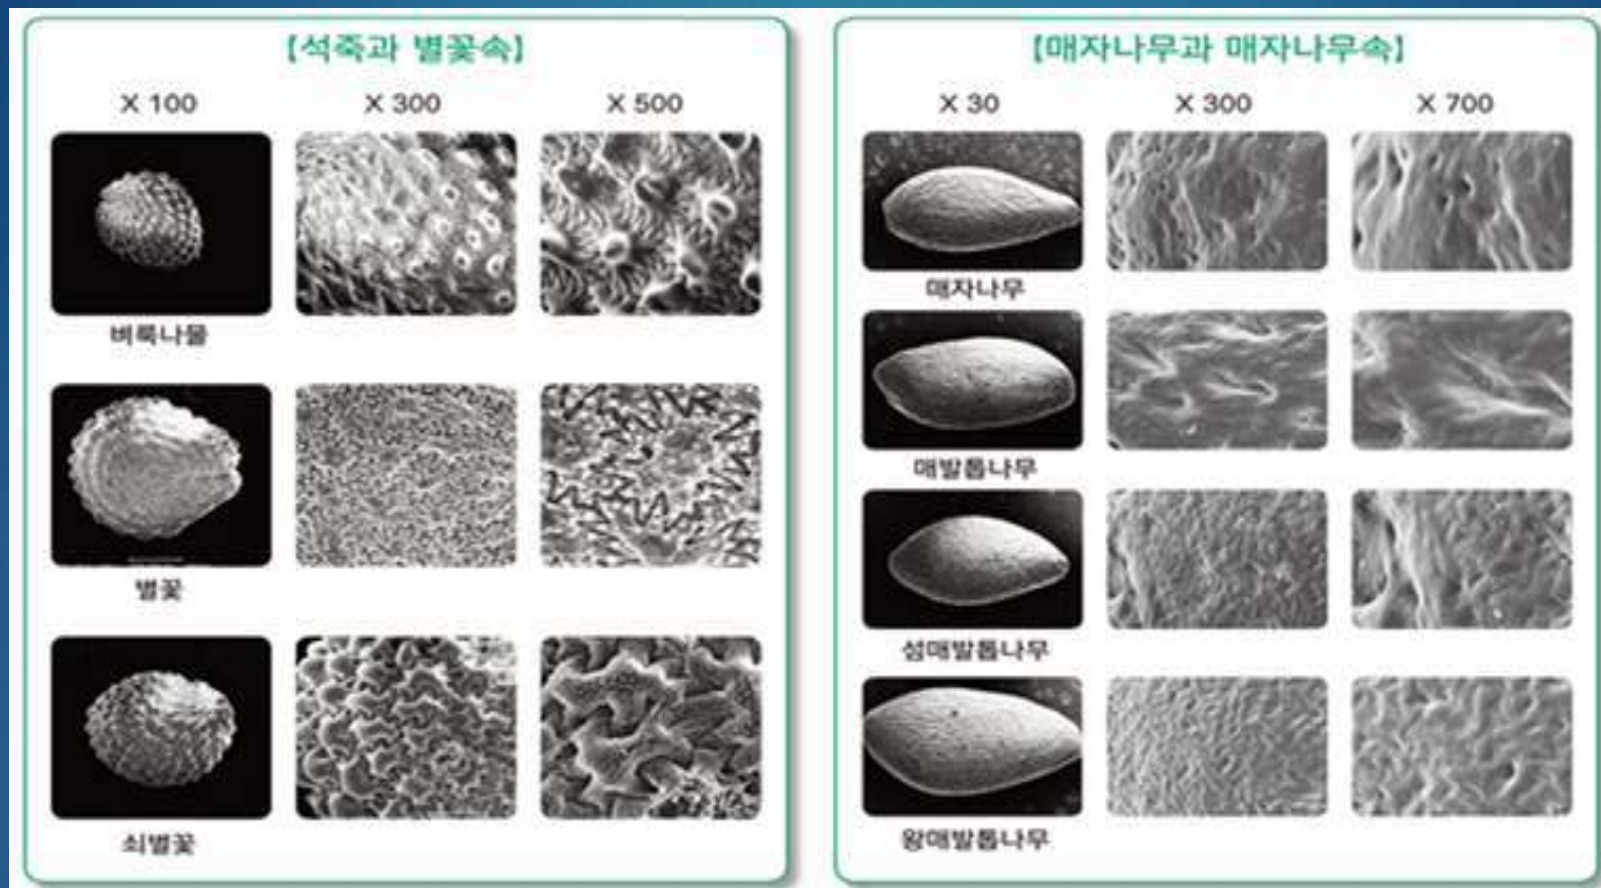 【석죽과 별꽃속】
X 100 X 300 X 500
벼룩나물
별꽃
쇠별꽃
【매자나무과 매자나무속】
X 30 X 300 X 700
매자나무
매발톱나무
섬매발톱나무
왕매발톱나무